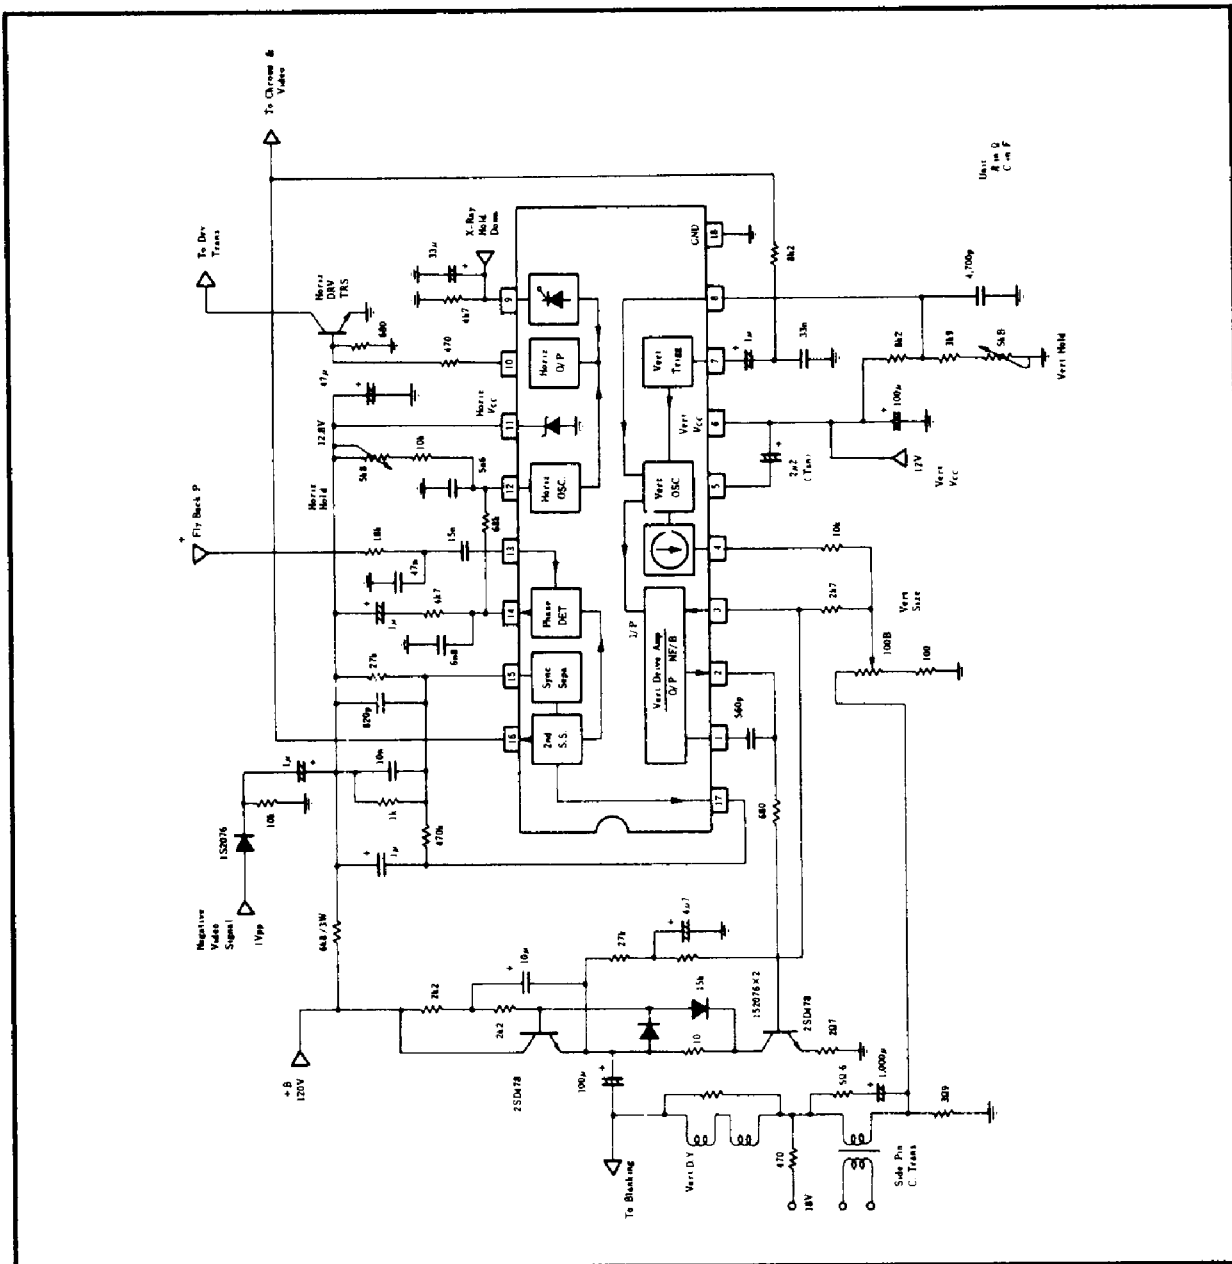 To Chroma &
Video
To Drv
Trans
Horiz
DRV
TRS
680
470
X-Ray
Hold
Down
33μ
+
4k7
+ Fly Back P
47μ
+
12.8V
Horiz
Hold
5kB
10k
5n6
Horiz
Vcc
68k
18k
15n
47n
1μ
+
4k7
6n8
27k
820p
1μ
+
10n
10k
1k
470k
1μ
+
1S2076
Negative
Video
Signal
1Vpp
6k8/3W
+B
120V
9
10
11
12
13
14
15
16
17
Horiz
O/P
Horiz
OSC.
Phase
DET
Sync
Sepa
2nd
S.S.
GND
18
8
7
6
5
4
3
2
1
Vert
Trigg
Vert
Vcc
Vert
OSC
I/P
Vert Drive Amp
O/P NF/B
8k2
1μ
+
33n
4,700p
8k2
3k9
5kB
Vert Hold
100μ
+
12V
Vert
Vcc
2μ2
(Tan)
+
10k
2k7
Vert
Size
100B
100
560p
680
2k2
2k2
10μ
+
27k
4μ7
+
15k
1S2076×2
10
2SD478
2SD478
2Ω7
100μ
+
To Blanking
Vert D.Y
470
18V
5Ω6
1,000μ
+
3Ω9
Side Pin
C. Trans
Unit
R in Ω
C in F